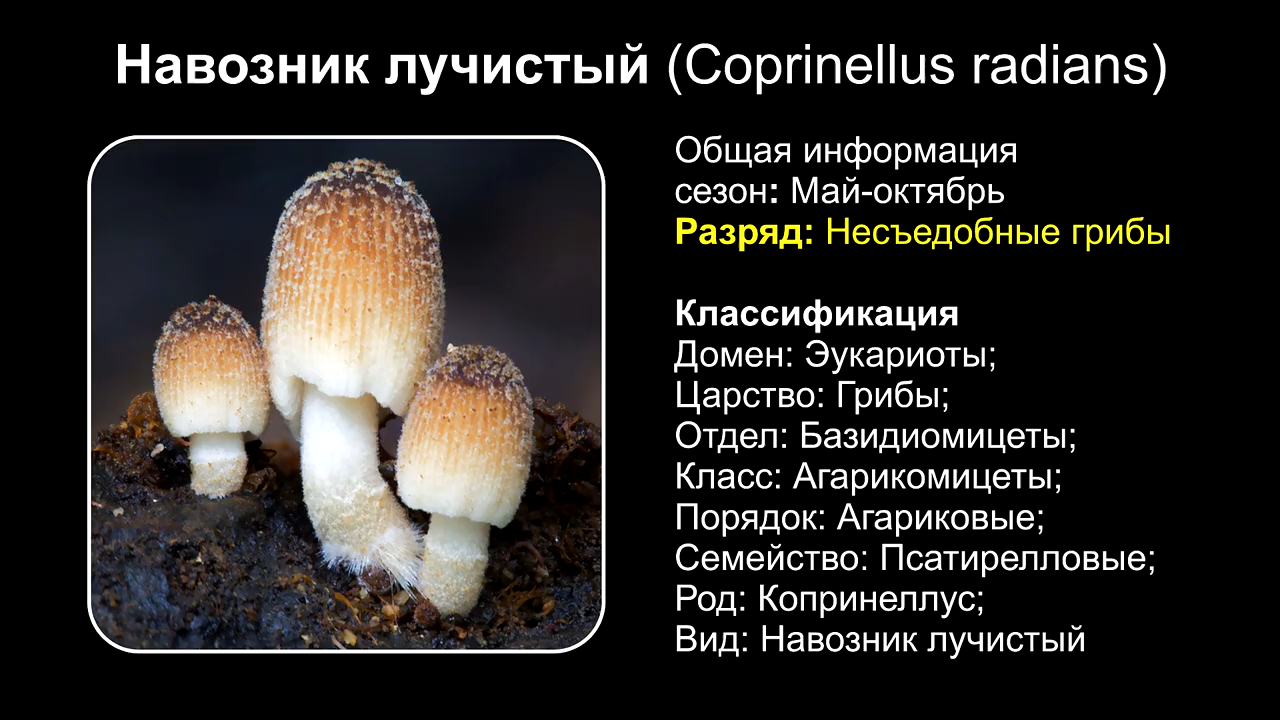 Навозник лучистый (Coprinellus radians)
Общая информация
сезон: Май-октябрь
Разряд: Несъедобные грибы
Классификация
Домен: Эукариоты;
Царство: Грибы;
Отдел: Базидиомицеты;
Класс: Агарикомицеты;
Порядок: Агариковые;
Семейство: Псатирелловые;
Род: Копринеллус;
Вид: Навозник лучистый